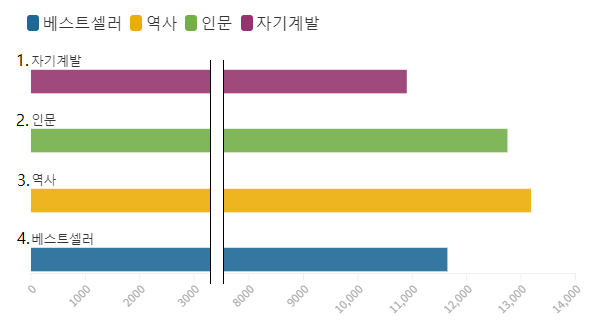 베스트셀러 역사 인문 자기계발
1. 자기계발
2. 인문
3. 역사
4. 베스트셀러
0 1000 2000 3000 8000 9000 10,000 11,000 12,000 13,000 14,000